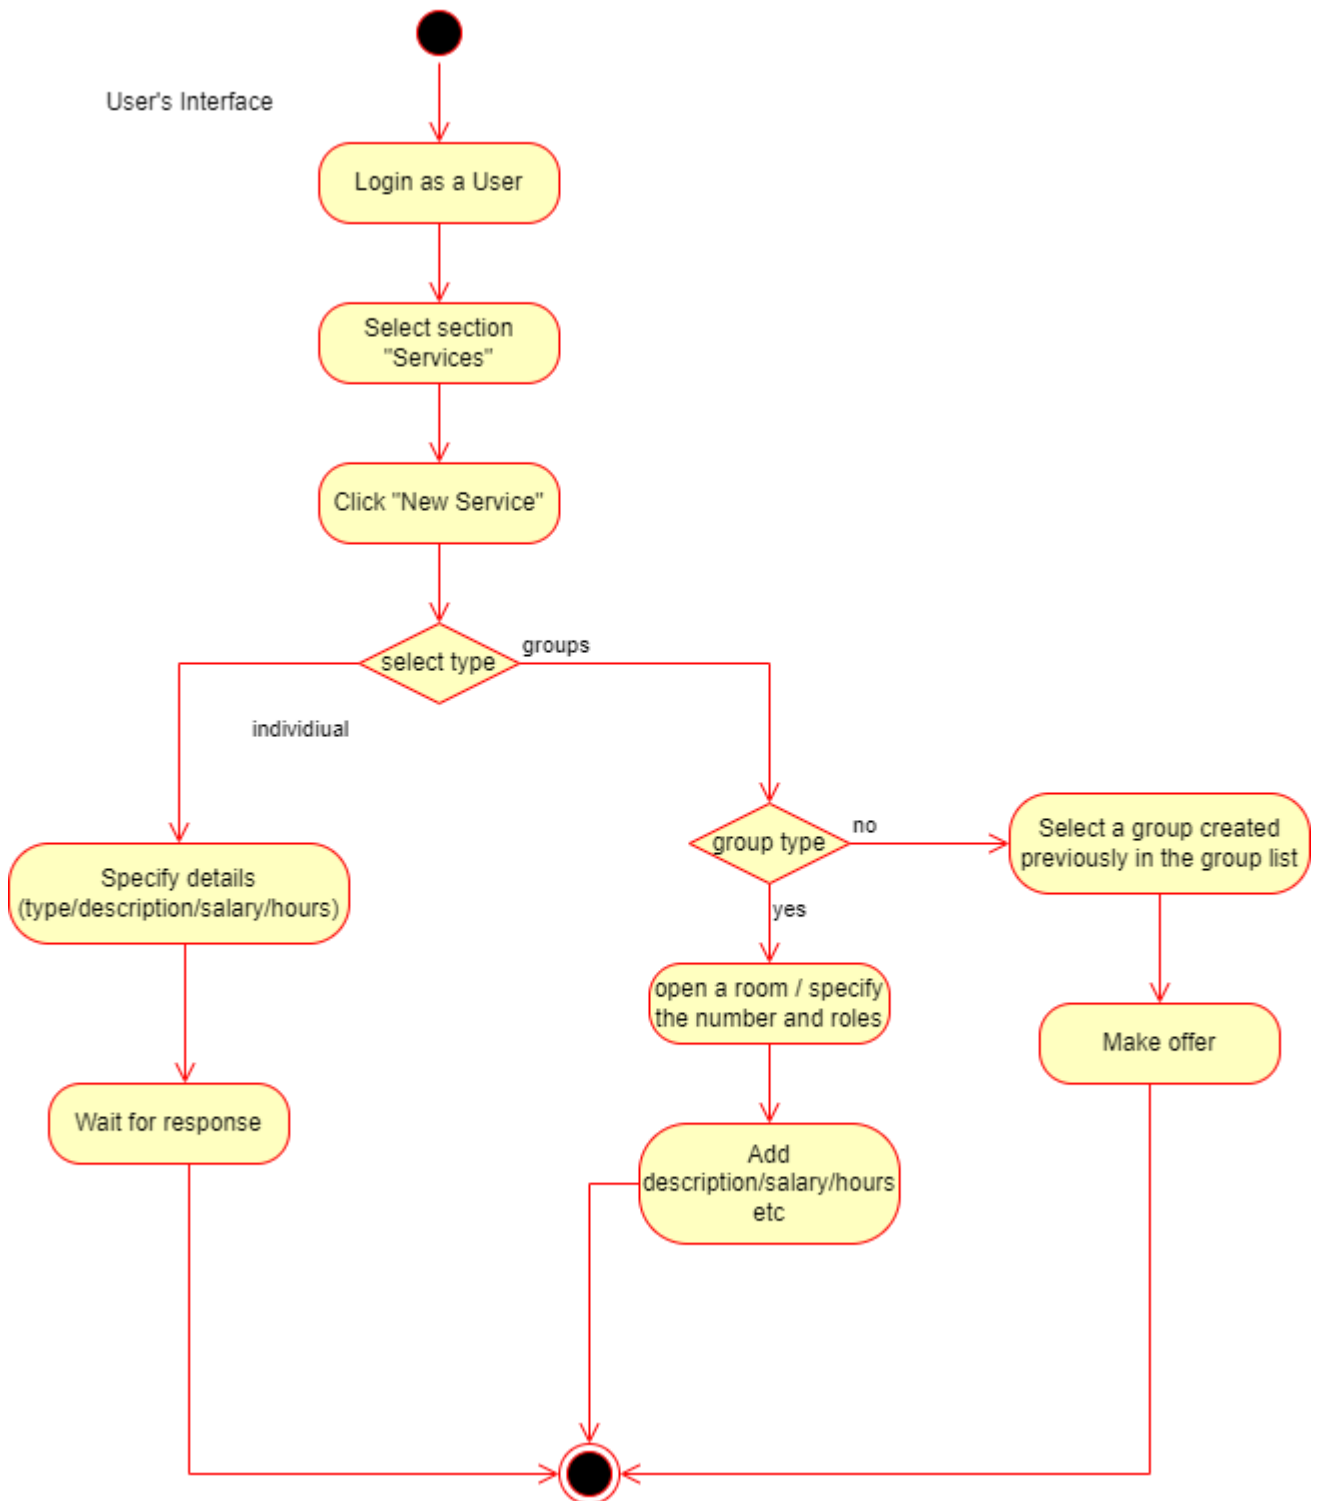 User's Interface
Login as a User
Select section
"Services"
Click "New Service"
select type
groups
individiual
group type
no
yes
Select a group created
previously in the group list
Specify details
(type/description/salary/hours)
open a room / specify
the number and roles
Make offer
Wait for response
Add
description/salary/hours
etc